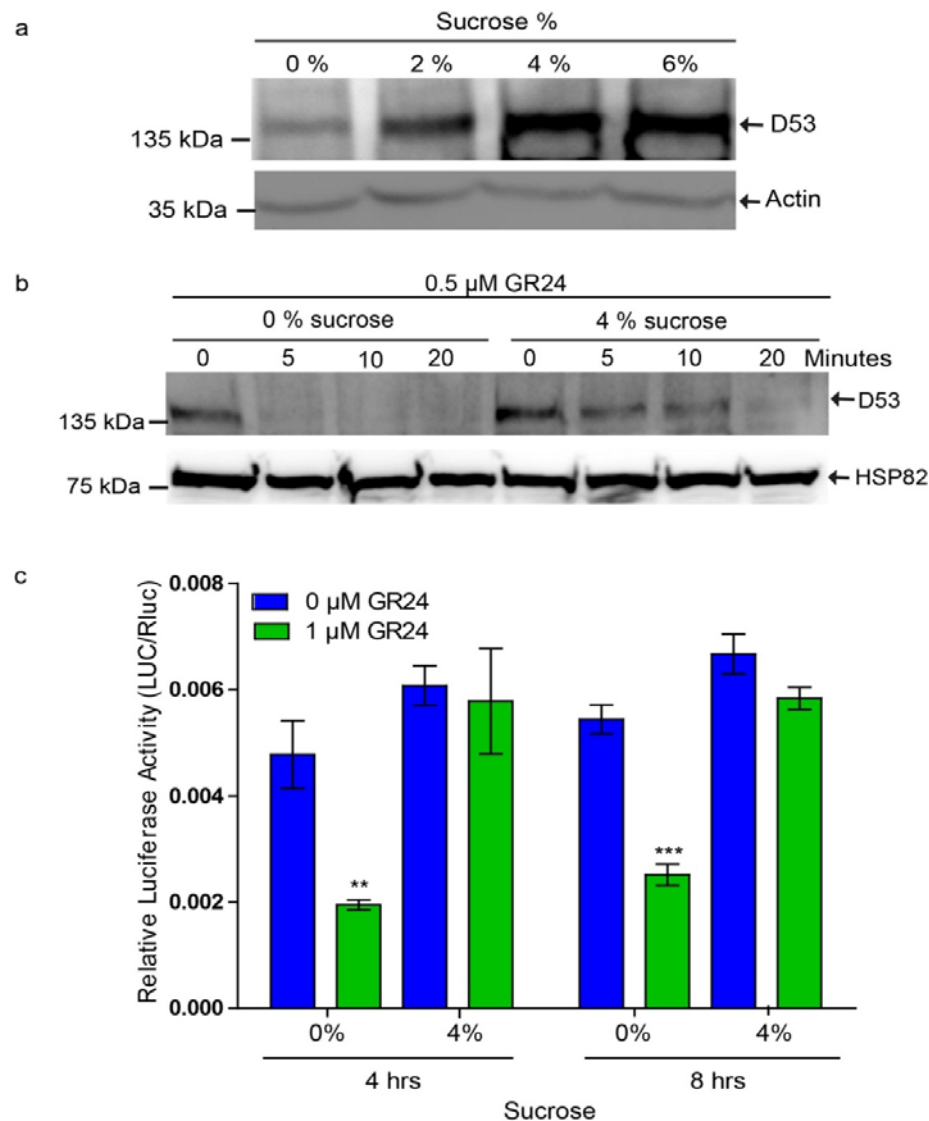 a
Sucrose %
0 % 2 % 4 % 6%
135 kDa D53
35 kDa Actin
b
0.5 µM GR24
0 % sucrose 4 % sucrose
0 5 10 20 0 5 10 20 Minutes
135 kDa D53
75 kDa HSP82
c
Relative Luciferase Activity (LUC/Rluc)
0.008
0 µM GR24
1 µM GR24
0.006
0.004
0.002
0.000
** ***
0% 4% 0% 4%
4 hrs 8 hrs
Sucrose